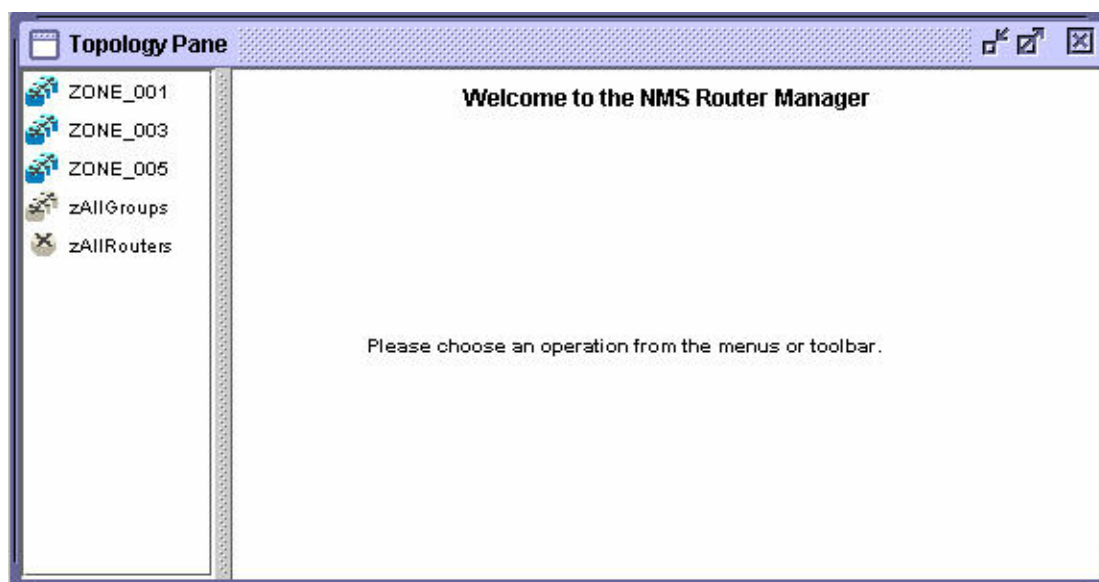 Topology Pane
ZONE_001
ZONE_003
ZONE_005
zAllGroups
zAllRouters
Welcome to the NMS Router Manager
Please choose an operation from the menus or toolbar.